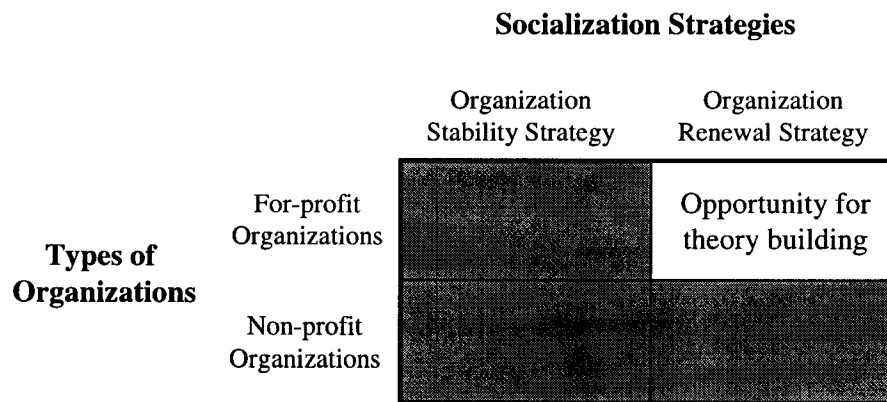 Socialization Strategies
Organization
Stability Strategy
Organization
Renewal Strategy
For-profit
Organizations
Opportunity for
theory building
Types of
Organizations
Non-profit
Organizations